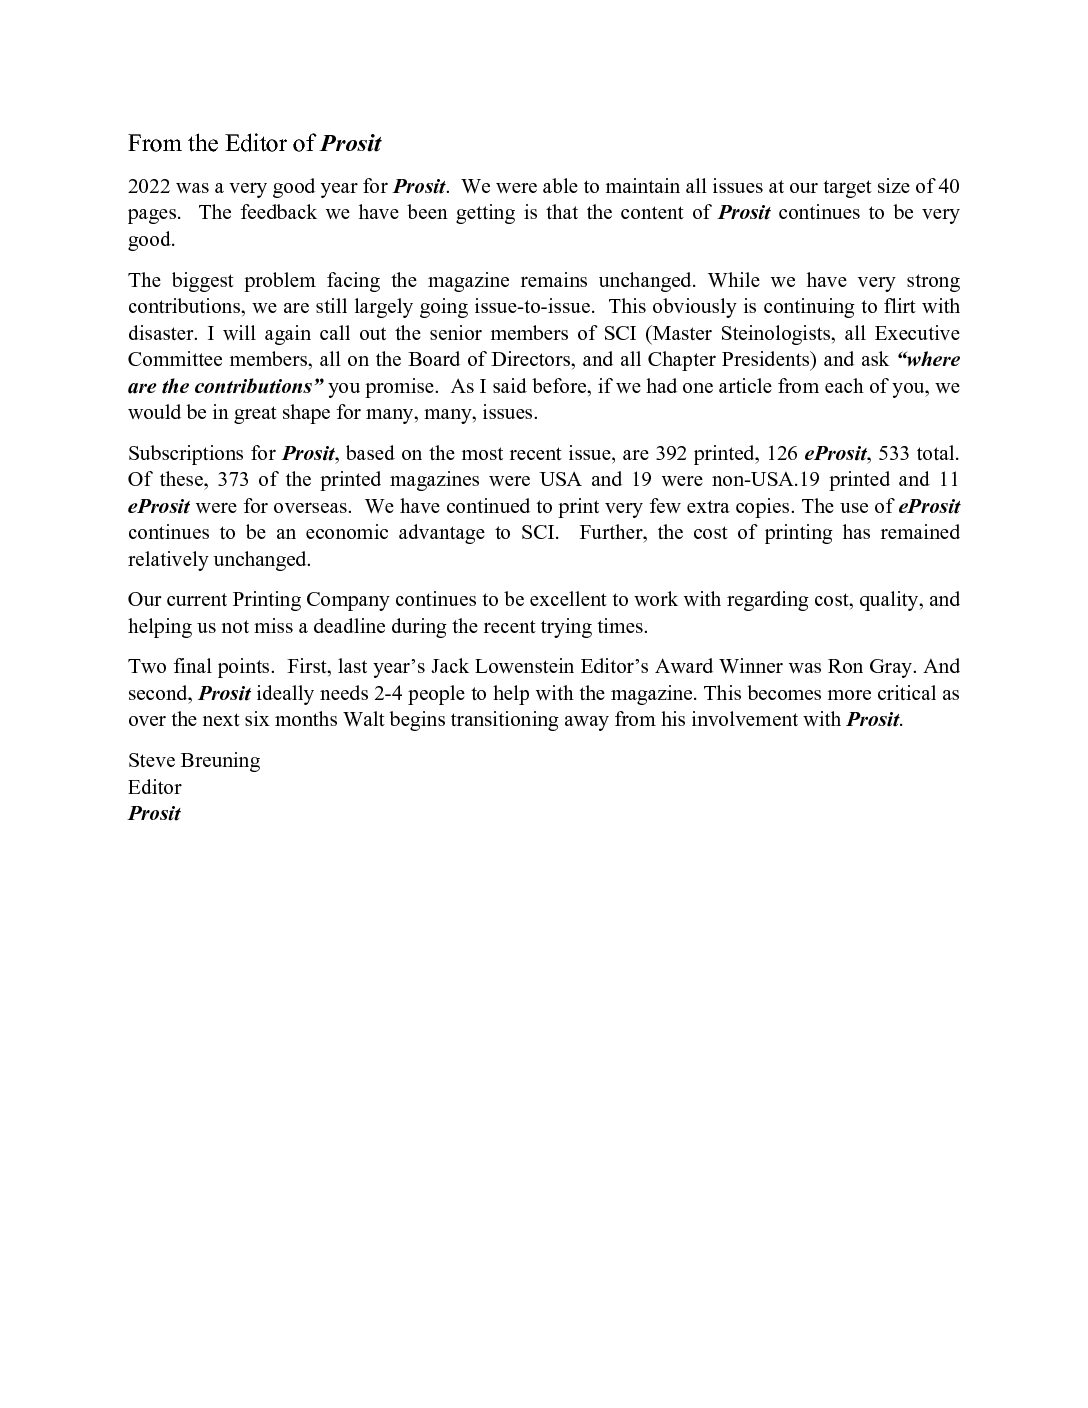 From the Editor of Prosit
2022 was a very good year for Prosit.  We were able to maintain all issues at our target size of 40
pages.  The feedback we have been getting is that the content of Prosit continues to be very
good.
The biggest problem facing the magazine remains unchanged. While we have very strong
contributions, we are still largely going issue-to-issue.  This obviously is continuing to flirt with
disaster. I will again call out the senior members of SCI (Master Steinologists, all Executive
Committee members, all on the Board of Directors, and all Chapter Presidents) and ask “where
are the contributions” you promise.  As I said before, if we had one article from each of you, we
would be in great shape for many, many, issues.
Subscriptions for Prosit, based on the most recent issue, are 392 printed, 126 eProsit, 533 total.
Of these, 373 of the printed magazines were USA and 19 were non-USA.19 printed and 11
eProsit were for overseas.  We have continued to print very few extra copies. The use of eProsit
continues to be an economic advantage to SCI.  Further, the cost of printing has remained
relatively unchanged.
Our current Printing Company continues to be excellent to work with regarding cost, quality, and
helping us not miss a deadline during the recent trying times.
Two final points.  First, last year’s Jack Lowenstein Editor’s Award Winner was Ron Gray. And
second, Prosit ideally needs 2-4 people to help with the magazine. This becomes more critical as
over the next six months Walt begins transitioning away from his involvement with Prosit.
Steve Breuning
Editor
Prosit